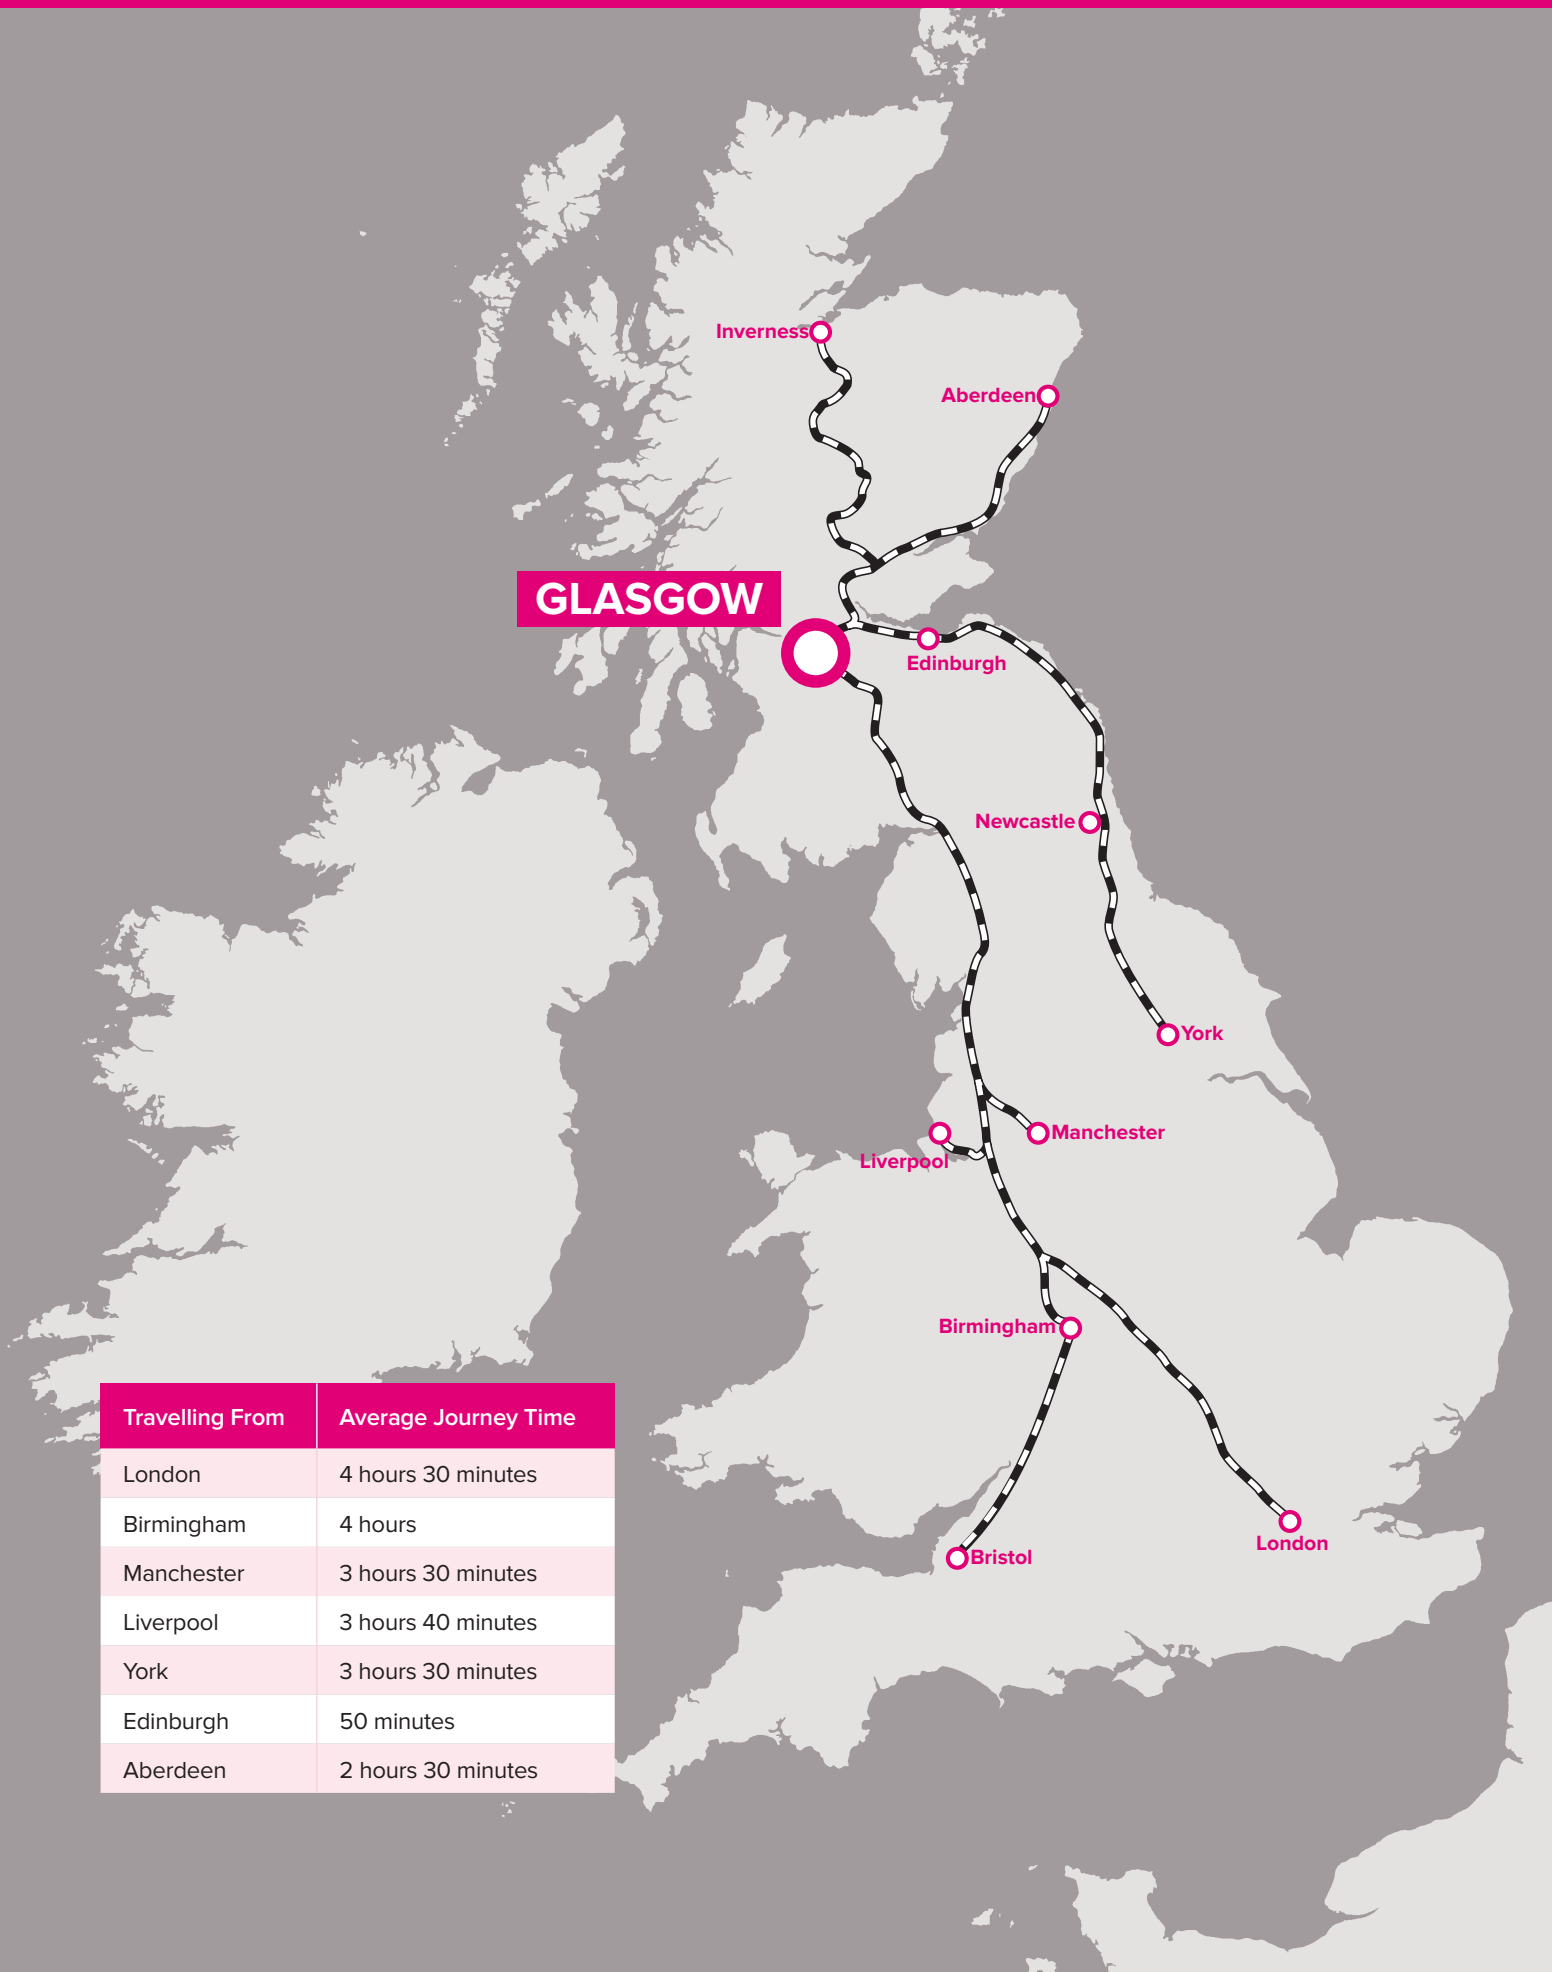 Inverness
Aberdeen
GLASGOW
Edinburgh
Newcastle
York
Manchester
Liverpool
Birmingham
London
Bristol
Travelling From Average Journey Time
London 4 hours 30 minutes
Birmingham 4 hours
Manchester 3 hours 30 minutes
Liverpool 3 hours 40 minutes
York 3 hours 30 minutes
Edinburgh 50 minutes
Aberdeen 2 hours 30 minutes